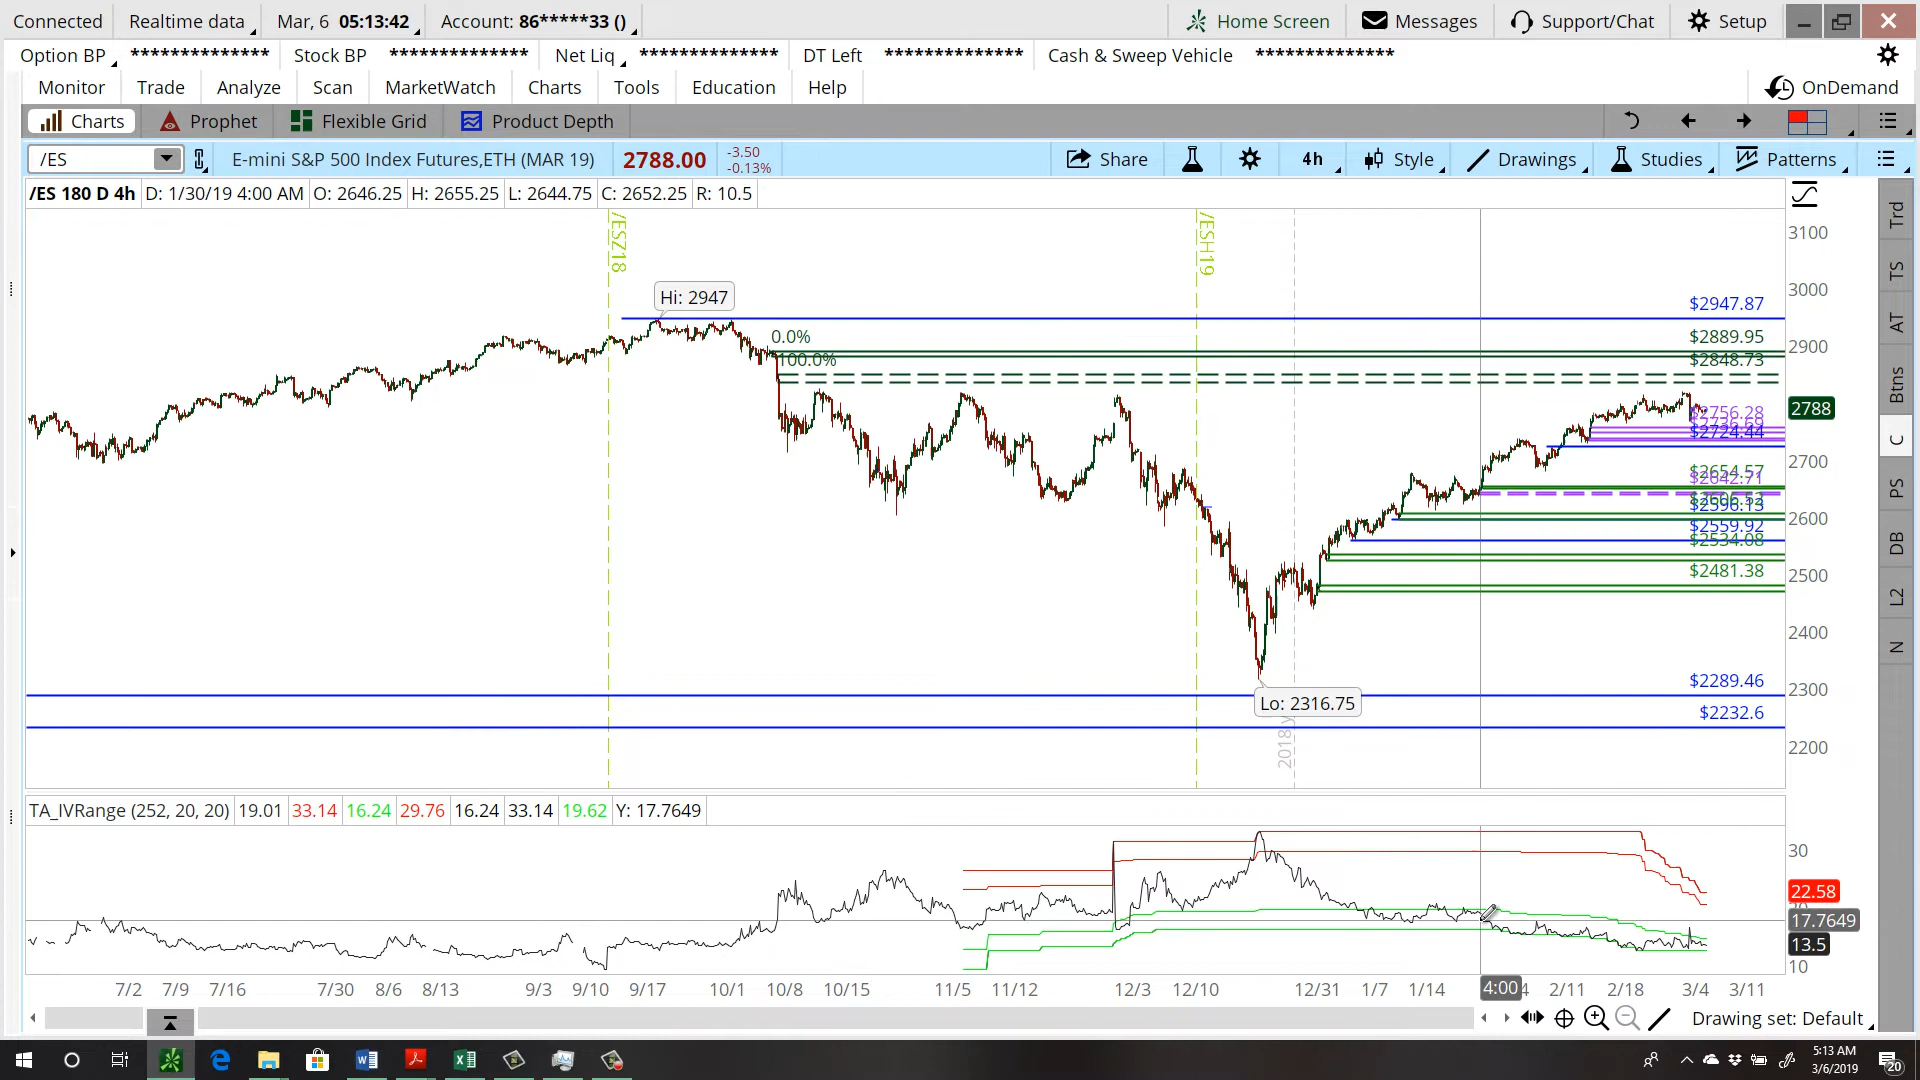 Connected Realtime data Mar, 6 05:13:42 Account: 86*****33 () Home Screen Messages Support/Chat Setup
Option BP ************** Stock BP ************** Net Liq ************** DT Left ************** Cash & Sweep Vehicle **************
Monitor Trade Analyze Scan MarketWatch Charts Tools Education Help OnDemand
Charts Prophet Flexible Grid Product Depth
/ES E-mini S&P 500 Index Futures,ETH (MAR 19) 2788.00 -3.50 Share 4h Style Drawings Studies Patterns
-0.13%
/ES 180 D 4h D: 1/30/19 4:00 AM O: 2646.25 H: 2655.25 L: 2644.75 C: 2652.25 R: 10.5
Trd
TS
AT
Btns
C
PS
DB
L2
N
/ESZ18
/ESH19
3100
3000
Hi: 2947
$2947.87
0.0%
$2889.95
2900
100.0%
$2848.73
2788
$2756.28
$2736.69
$2724.44
2700
$2654.57
$2642.71
$2606.53
$2596.13
2600
$2559.92
$2534.08
$2481.38
2500
2400
$2289.46
2300
Lo: 2316.75
$2232.6
2018
2200
TA_IVRange (252, 20, 20) 19.01 33.14 16.24 29.76 16.24 33.14 19.62 Y: 17.7649
30
22.58
17.7649
13.5
10
7/2 7/9 7/16 7/30 8/6 8/13 9/3 9/10 9/17 10/1 10/8 10/15 11/5 11/12 12/3 12/10 12/31 1/7 1/14 4:00 2/11 2/18 3/4 3/11
Drawing set: Default
5:13 AM
3/6/2019
20